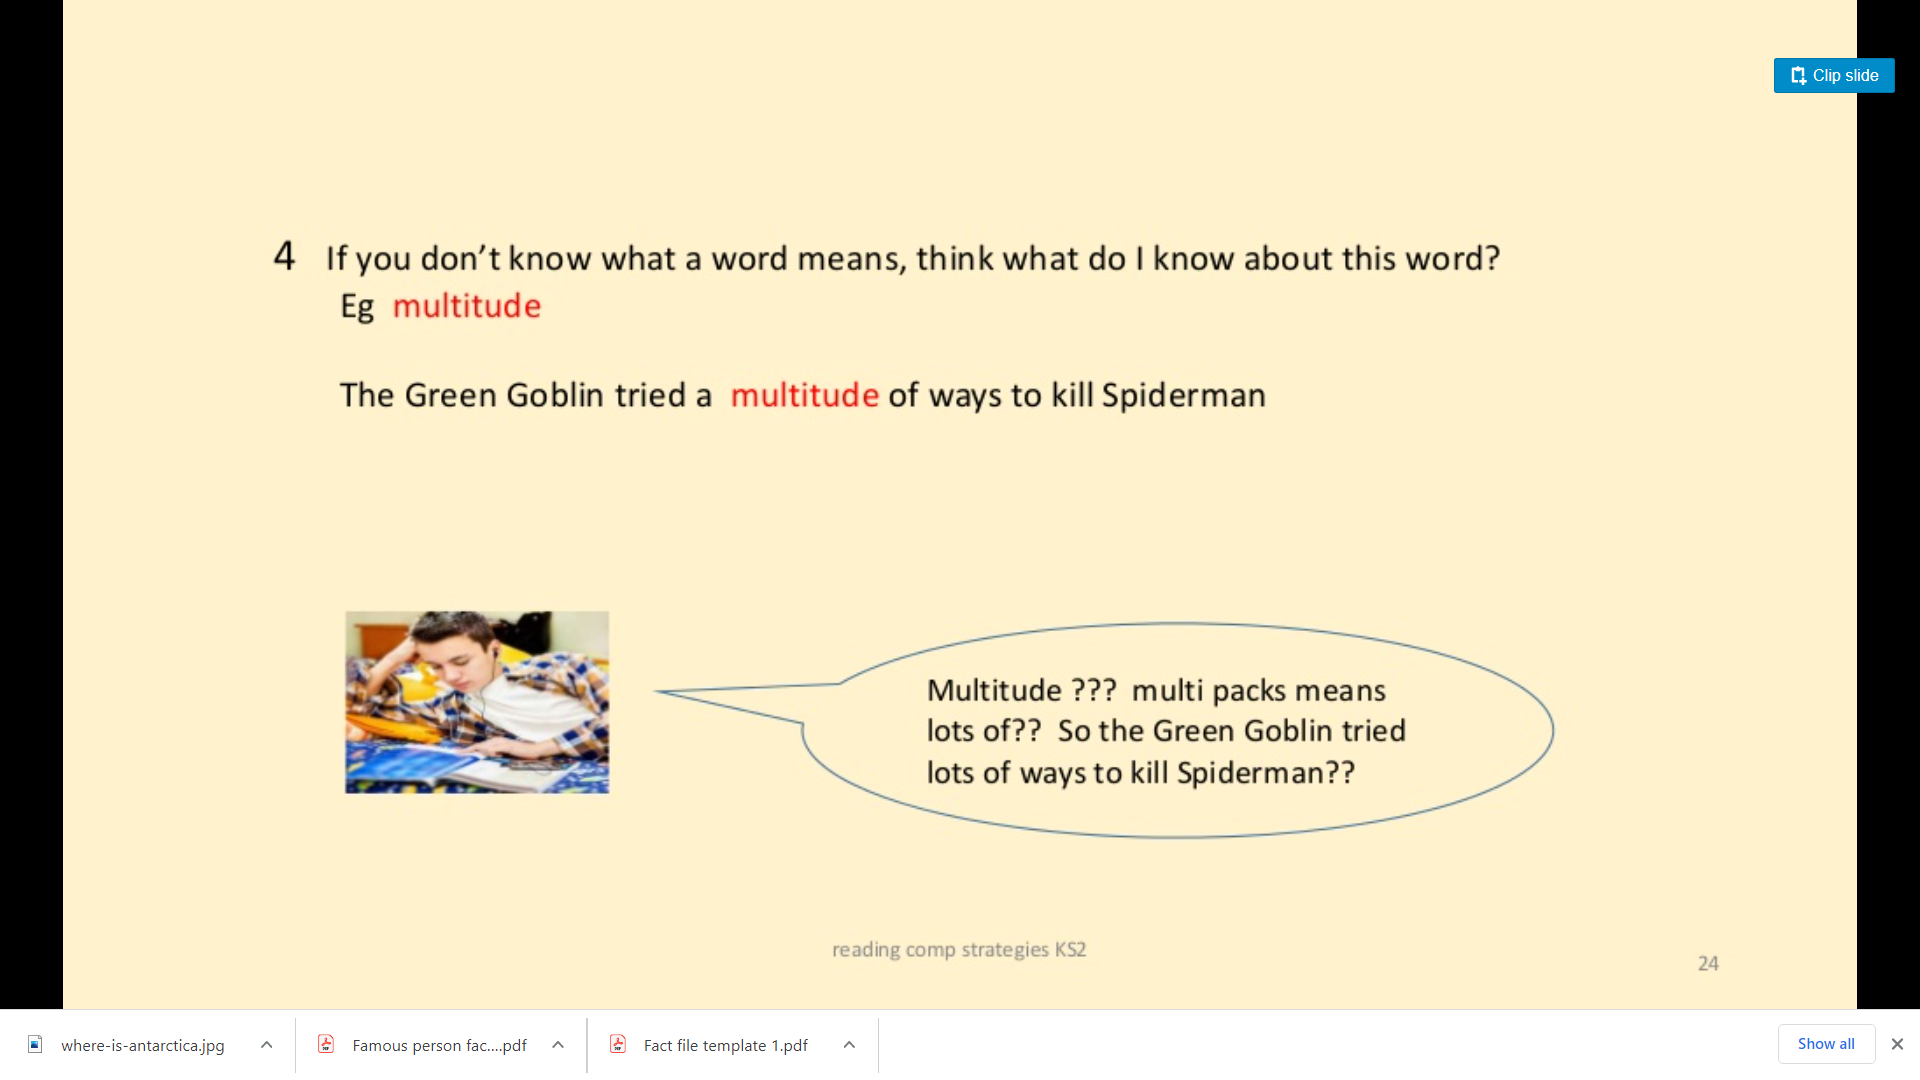 Clip slide
4 If you don't know what a word means, think what do I know about this word?
Eg multitude
The Green Goblin tried a multitude of ways to kill Spiderman
Multitude ??? multi packs means
lots of?? So the Green Goblin tried
lots of ways to kill Spiderman??
reading comp strategies KS2
24
where-is-antarctica.jpg
Famous person fac....pdf
Fact file template 1.pdf
Show all